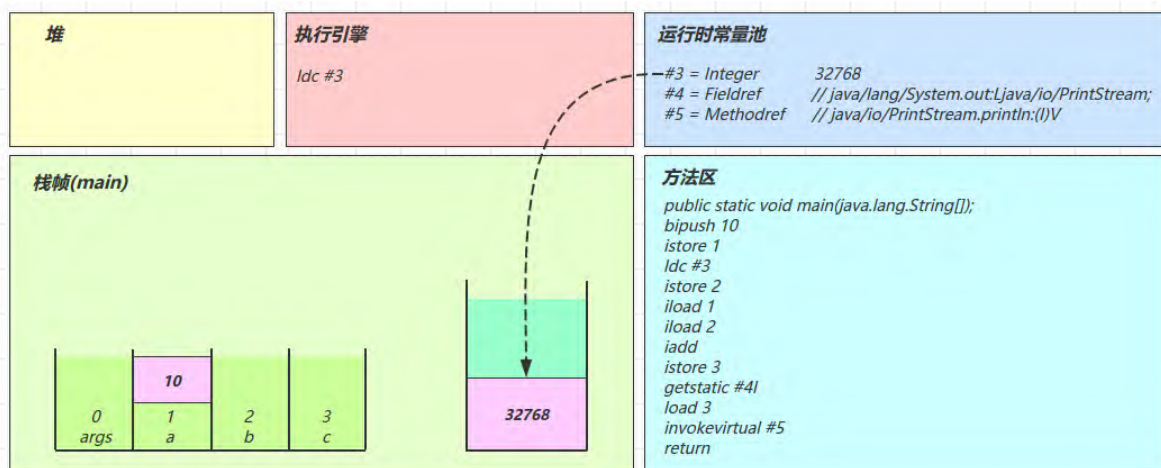 堆
执行引擎
ldc #3
运行时常量池
#3 = Integer 32768
#4 = Fieldref // java/lang/System.out:Ljava/io/PrintStream;
#5 = Methodref // java/io/PrintStream.println:(I)V
栈帧(main)
10
0 1 2 3
args a b c
32768
方法区
public static void main(java.lang.String[]);
bipush 10
istore 1
ldc #3
istore 2
iload 1
iload 2
iadd
istore 3
getstatic #4I
load 3
invokevirtual #5
return